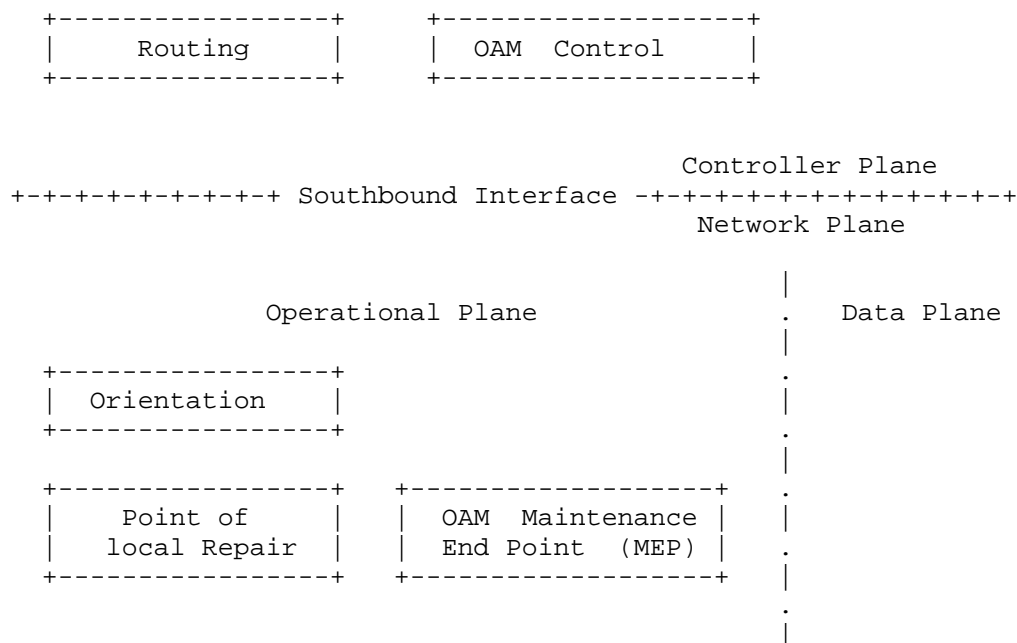 Routing OAM Control
Controller Plane
Southbound Interface
Network Plane
Operational Plane Data Plane
Orientation
Point of OAM Maintenance
local Repair End Point (MEP)